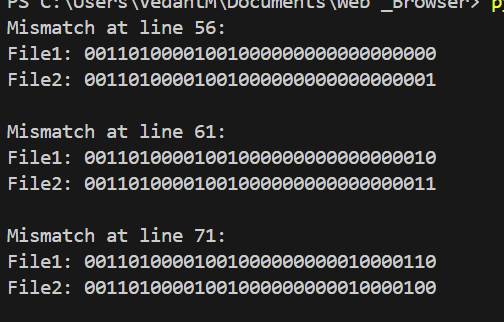 PS C:\Users\VedantM\Documents\Web _Browser>
Mismatch at line 56:
File1: 00110100001001000000000000000000
File2: 00110100001001000000000000000001
Mismatch at line 61:
File1: 00110100001001000000000000000010
File2: 00110100001001000000000000000011
Mismatch at line 71:
File1: 00110100001001000000000010000110
File2: 00110100001001000000000010000100